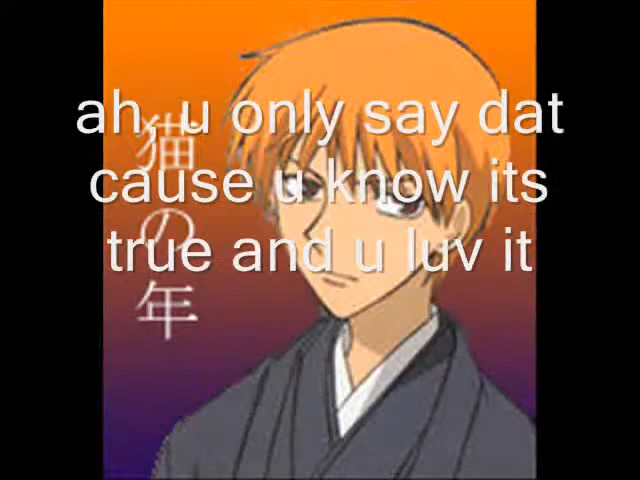 ah, u only say dat
cause u know its
true and u luv it
猫の年